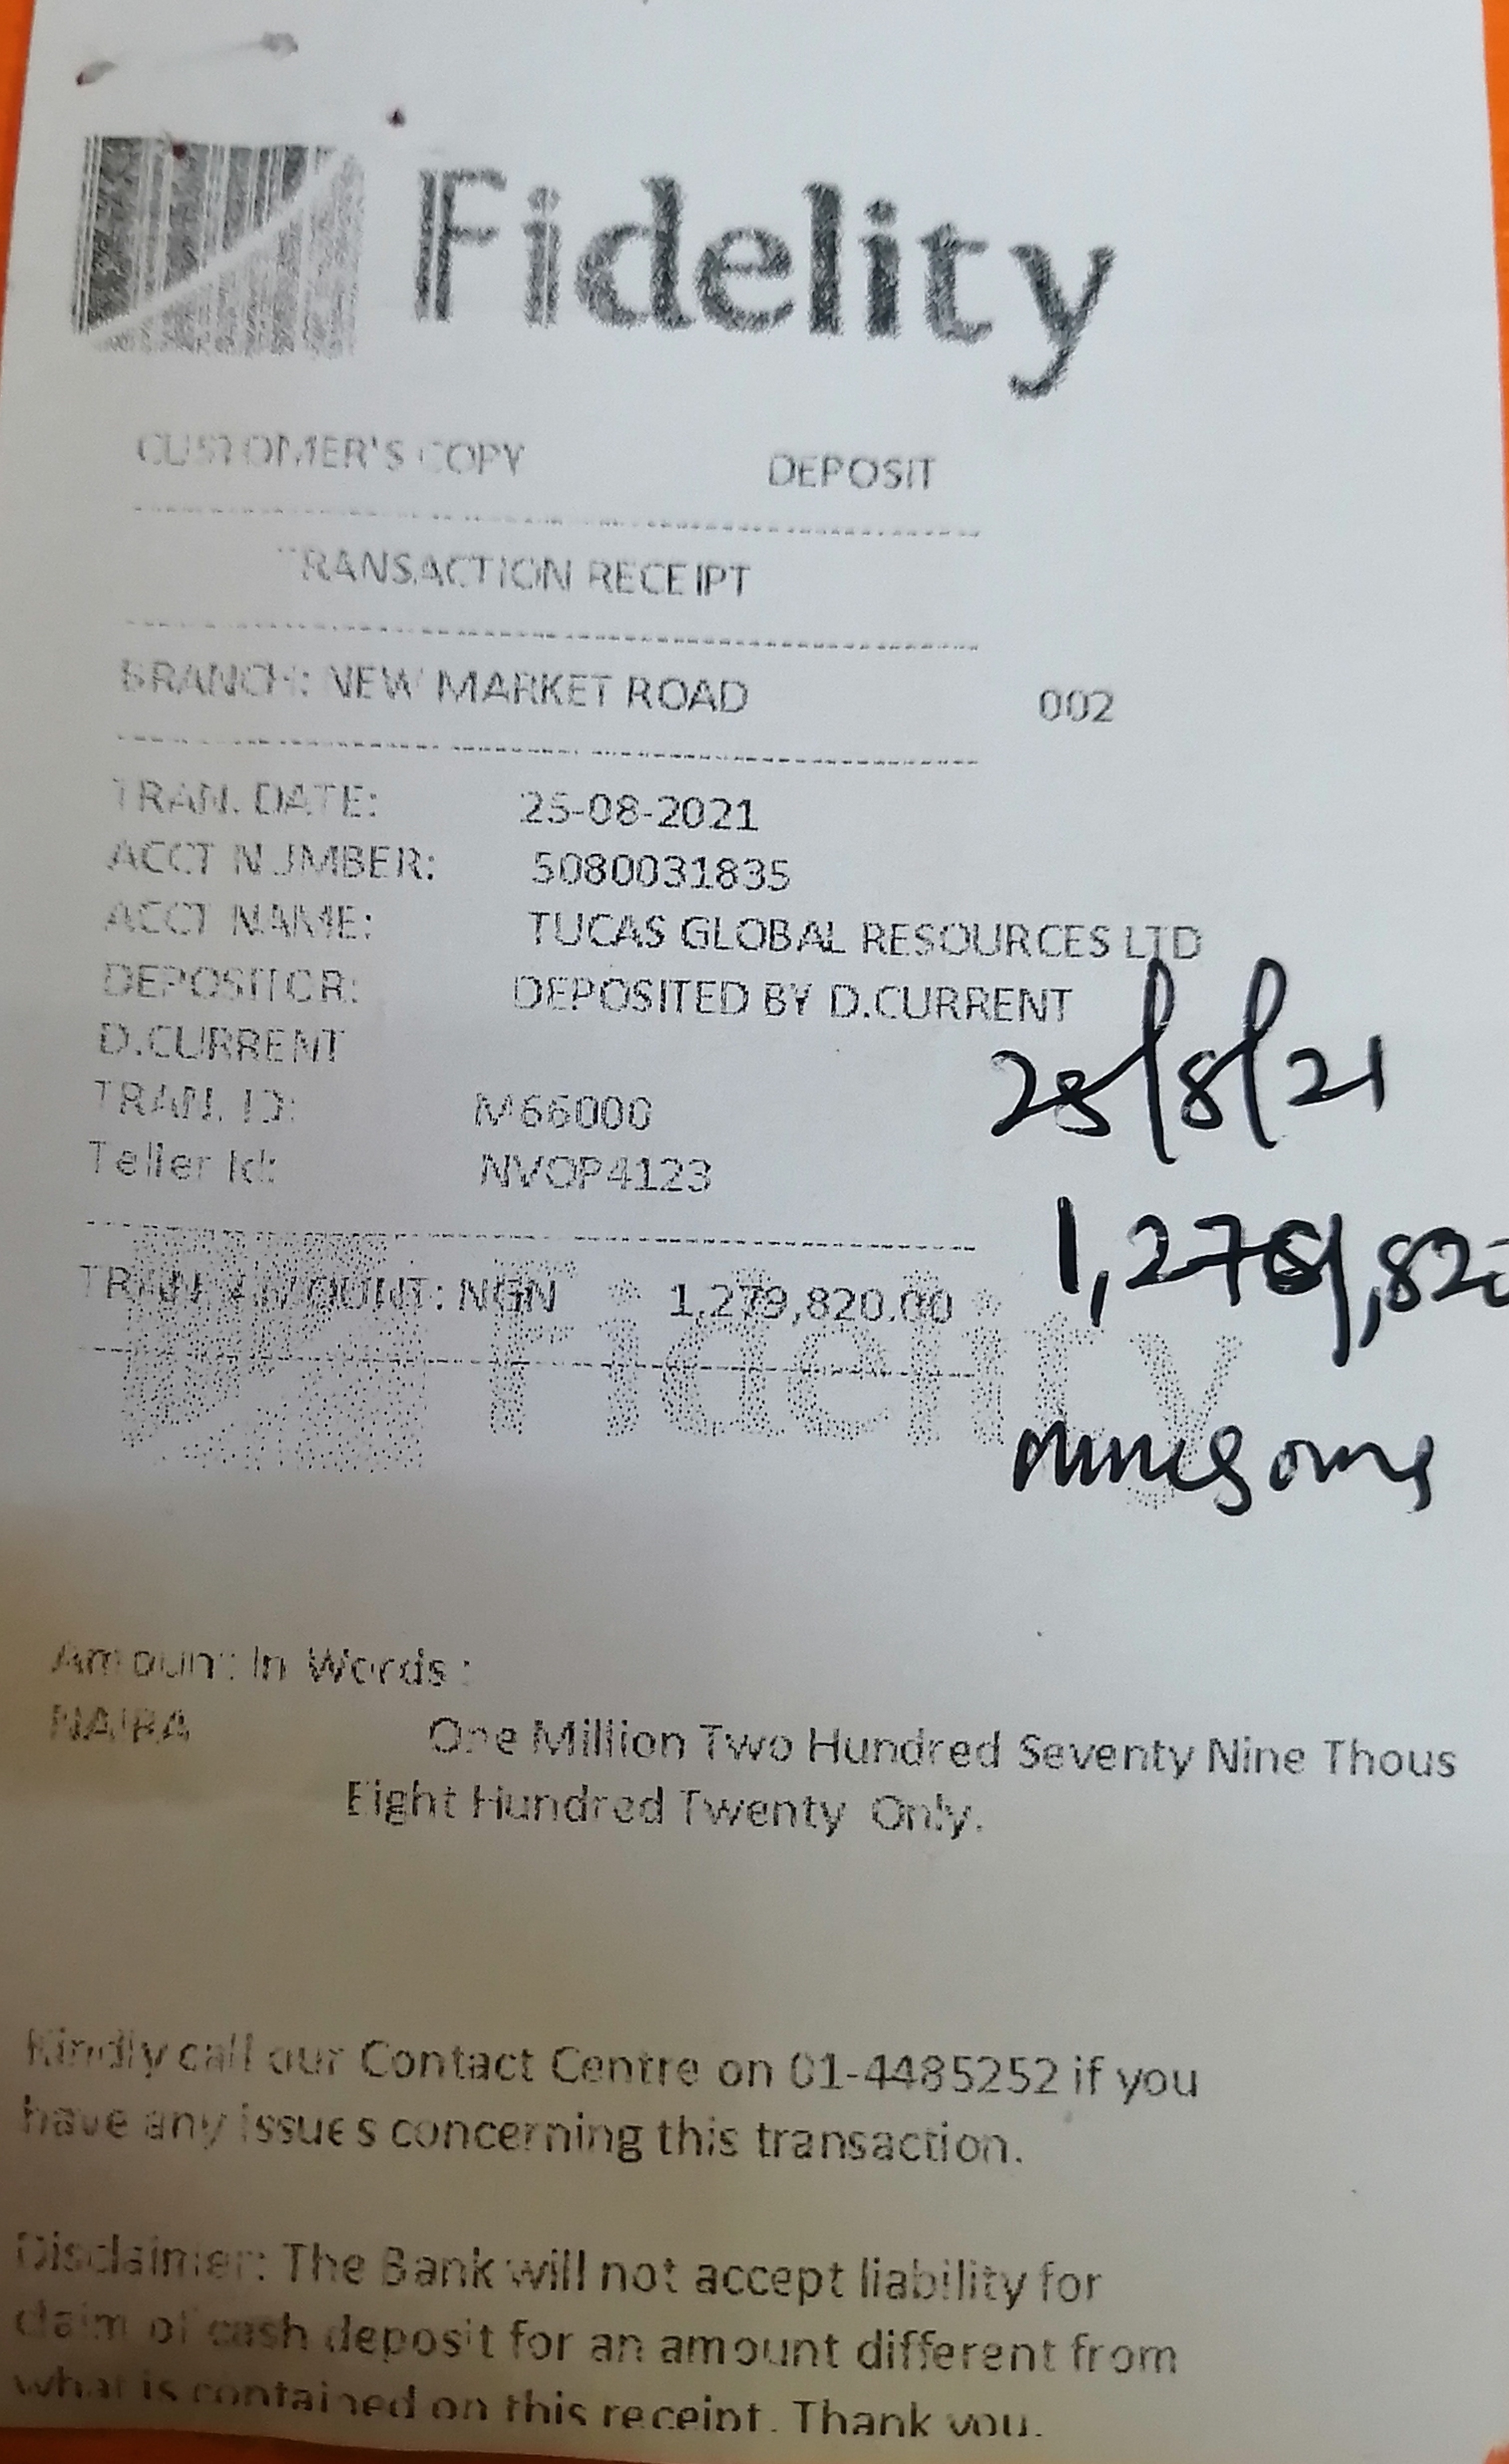 Fidelity
CUSTOMER'S COPY DEPOSIT
TRANSACTION RECEIPT
BRANCH: NEW MARKET ROAD 002
TRAN. DATE: 25-08-2021
ACCT NUMBER: 5080031835
ACCT NAME: TUCAS GLOBAL RESOURCES LTD
DEPOSITOR: DEPOSITED BY D.CURRENT
D.CURRENT
TRAN. ID: M66000
Teller Id: NVOP4123
28/8/21
TRAN. AMOUNT: NGN * 1,279,820.00 *
Fidelity
Amount In Words :
NAIRA One Million Two Hundred Seventy Nine Thous
Eight Hundred Twenty Only.
Kindly call our Contact Centre on 01-4485252 if you
have any issues concerning this transaction.
Disclaimer: The Bank will not accept liability for
claim of cash deposit for an amount different from
what is contained on this receipt. Thank you.